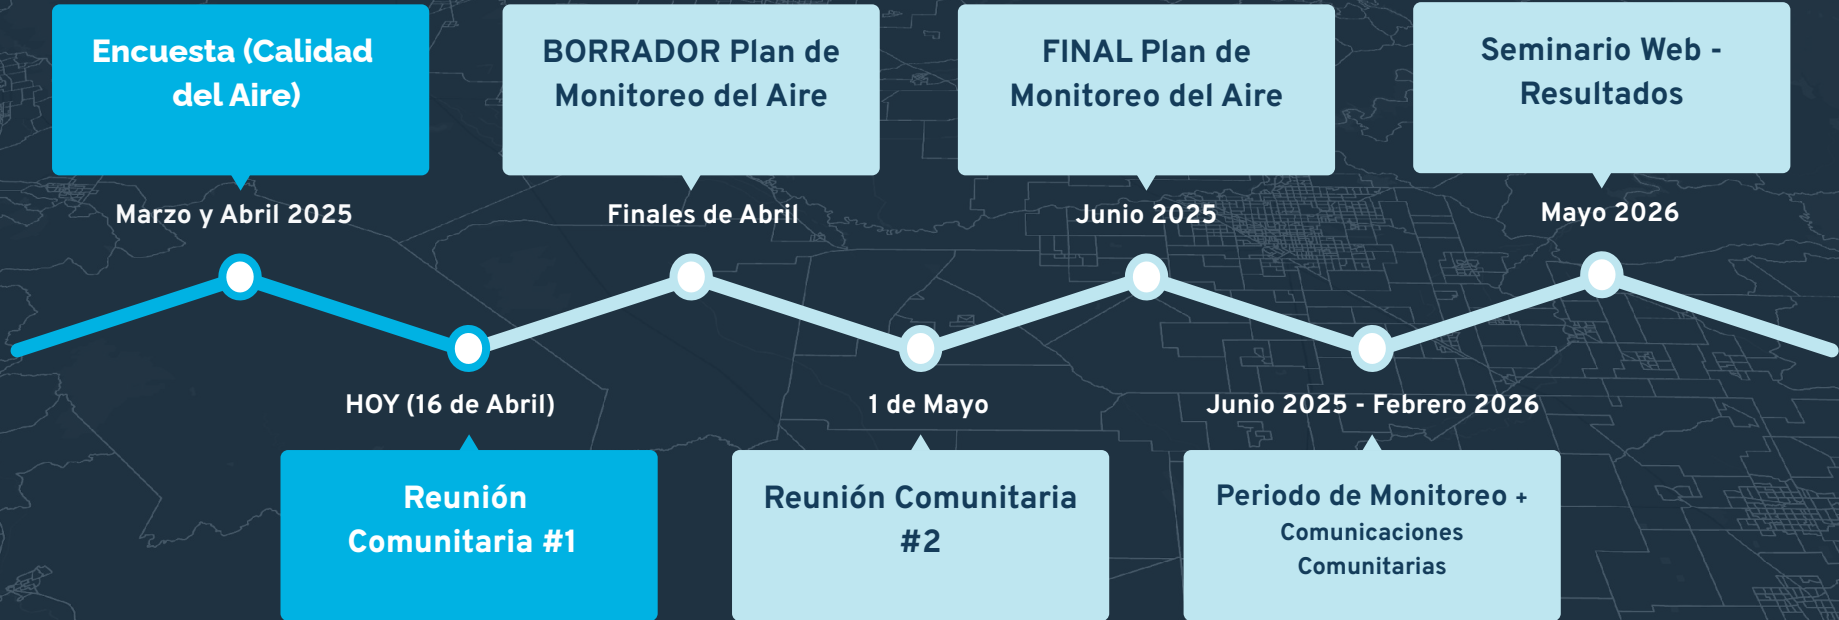 Encuesta (Calidad
del Aire)
BORRADOR Plan de
Monitoreo del Aire
FINAL Plan de
Monitoreo del Aire
Seminario Web -
Resultados
Marzo y Abril 2025
Finales de Abril
Junio 2025
Mayo 2026
HOY (16 de Abril)
1 de Mayo
Junio 2025 - Febrero 2026
Reunión
Comunitaria #1
Reunión Comunitaria
#2
Periodo de Monitoreo +
Comunicaciones
Comunitarias